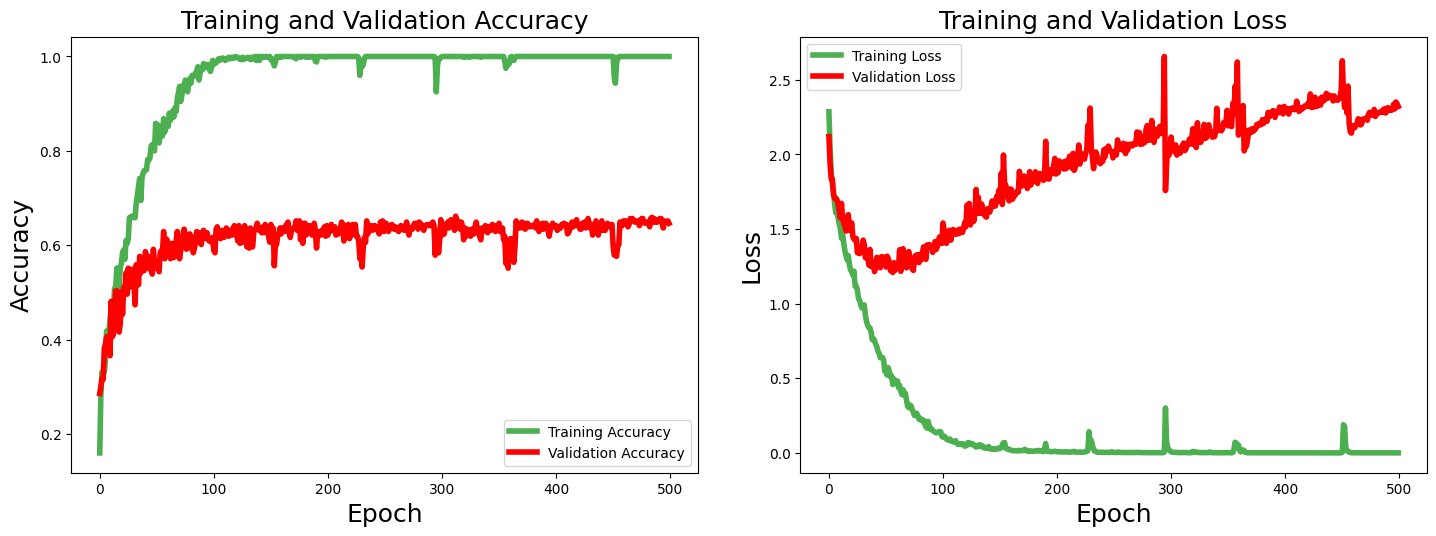 Training and Validation Accuracy
1.0
0.8
0.6
0.4
0.2
Accuracy
Training Accuracy
Validation Accuracy
0
100
200
300
400
500
Epoch
Training and Validation Loss
Training Loss
Validation Loss
2.5
2.0
1.5
1.0
0.5
0.0
Loss
0
100
200
300
400
500
Epoch